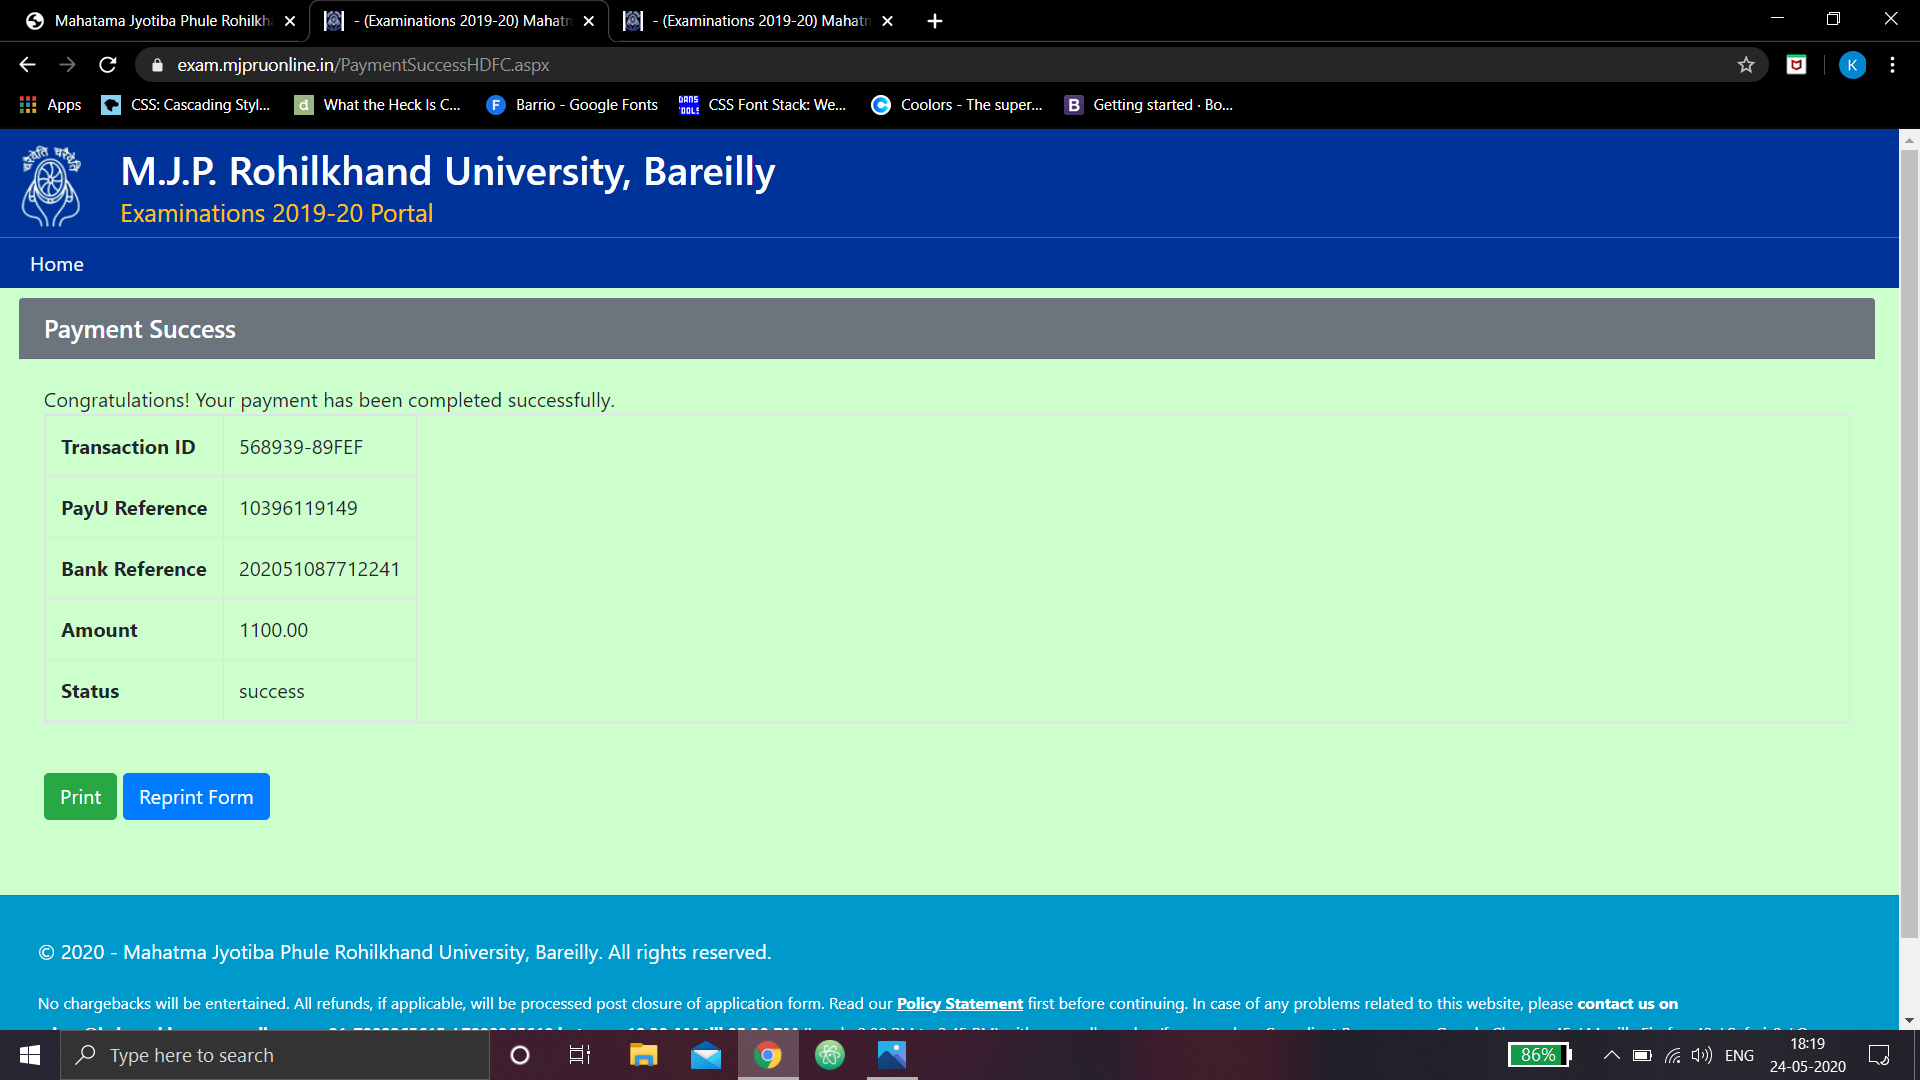 Mahatama Jyotiba Phule Rohilkh
- (Examinations 2019-20) Mahatm
- (Examinations 2019-20) Mahatm
exam.mjpruonline.in/PaymentSuccessHDFC.aspx
K
Apps
CSS: Cascading Styl...
d What the Heck Is C...
F Barrio - Google Fonts
DANS TOOLS CSS Font Stack: We...
C Coolors - The super...
B Getting started · Bo...
M.J.P. Rohilkhand University, Bareilly
Examinations 2019-20 Portal
Home
Payment Success
Congratulations! Your payment has been completed successfully.
Transaction ID 568939-89FEF
PayU Reference 10396119149
Bank Reference 202051087712241
Amount 1100.00
Status success
Print Reprint Form
© 2020 - Mahatma Jyotiba Phule Rohilkhand University, Bareilly. All rights reserved.
No chargebacks will be entertained. All refunds, if applicable, will be processed post closure of application form. Read our Policy Statement first before continuing. In case of any problems related to this website, please contact us on
Type here to search
86%
ENG
18:19
24-05-2020